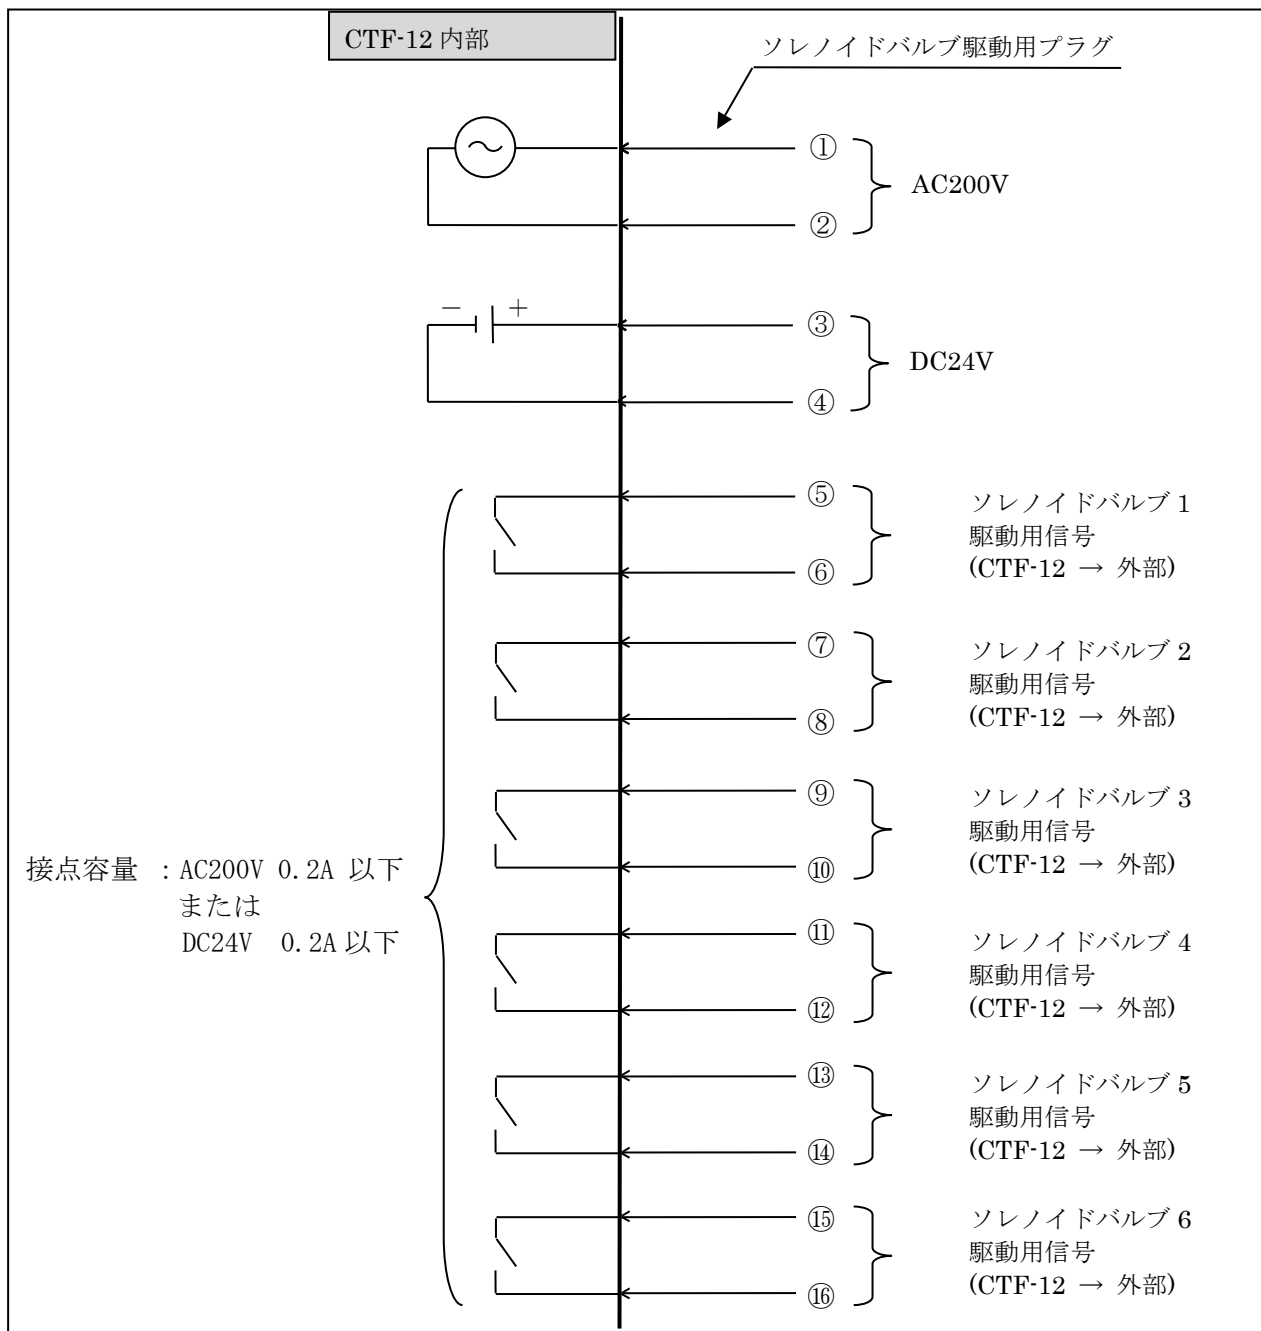 CTF-12 内部
ソレノイドバルブ駆動用プラグ
①
AC200V
②
－ ＋
③
DC24V
④
⑤
ソレノイドバルブ 1
駆動用信号
(CTF-12 → 外部)
⑥
⑦
ソレノイドバルブ 2
駆動用信号
(CTF-12 → 外部)
⑧
⑨
ソレノイドバルブ 3
駆動用信号
(CTF-12 → 外部)
⑩
接点容量 ：AC200V 0.2A 以下
または
DC24V 0.2A 以下
⑪
ソレノイドバルブ 4
駆動用信号
(CTF-12 → 外部)
⑫
⑬
ソレノイドバルブ 5
駆動用信号
(CTF-12 → 外部)
⑭
⑮
ソレノイドバルブ 6
駆動用信号
(CTF-12 → 外部)
⑯